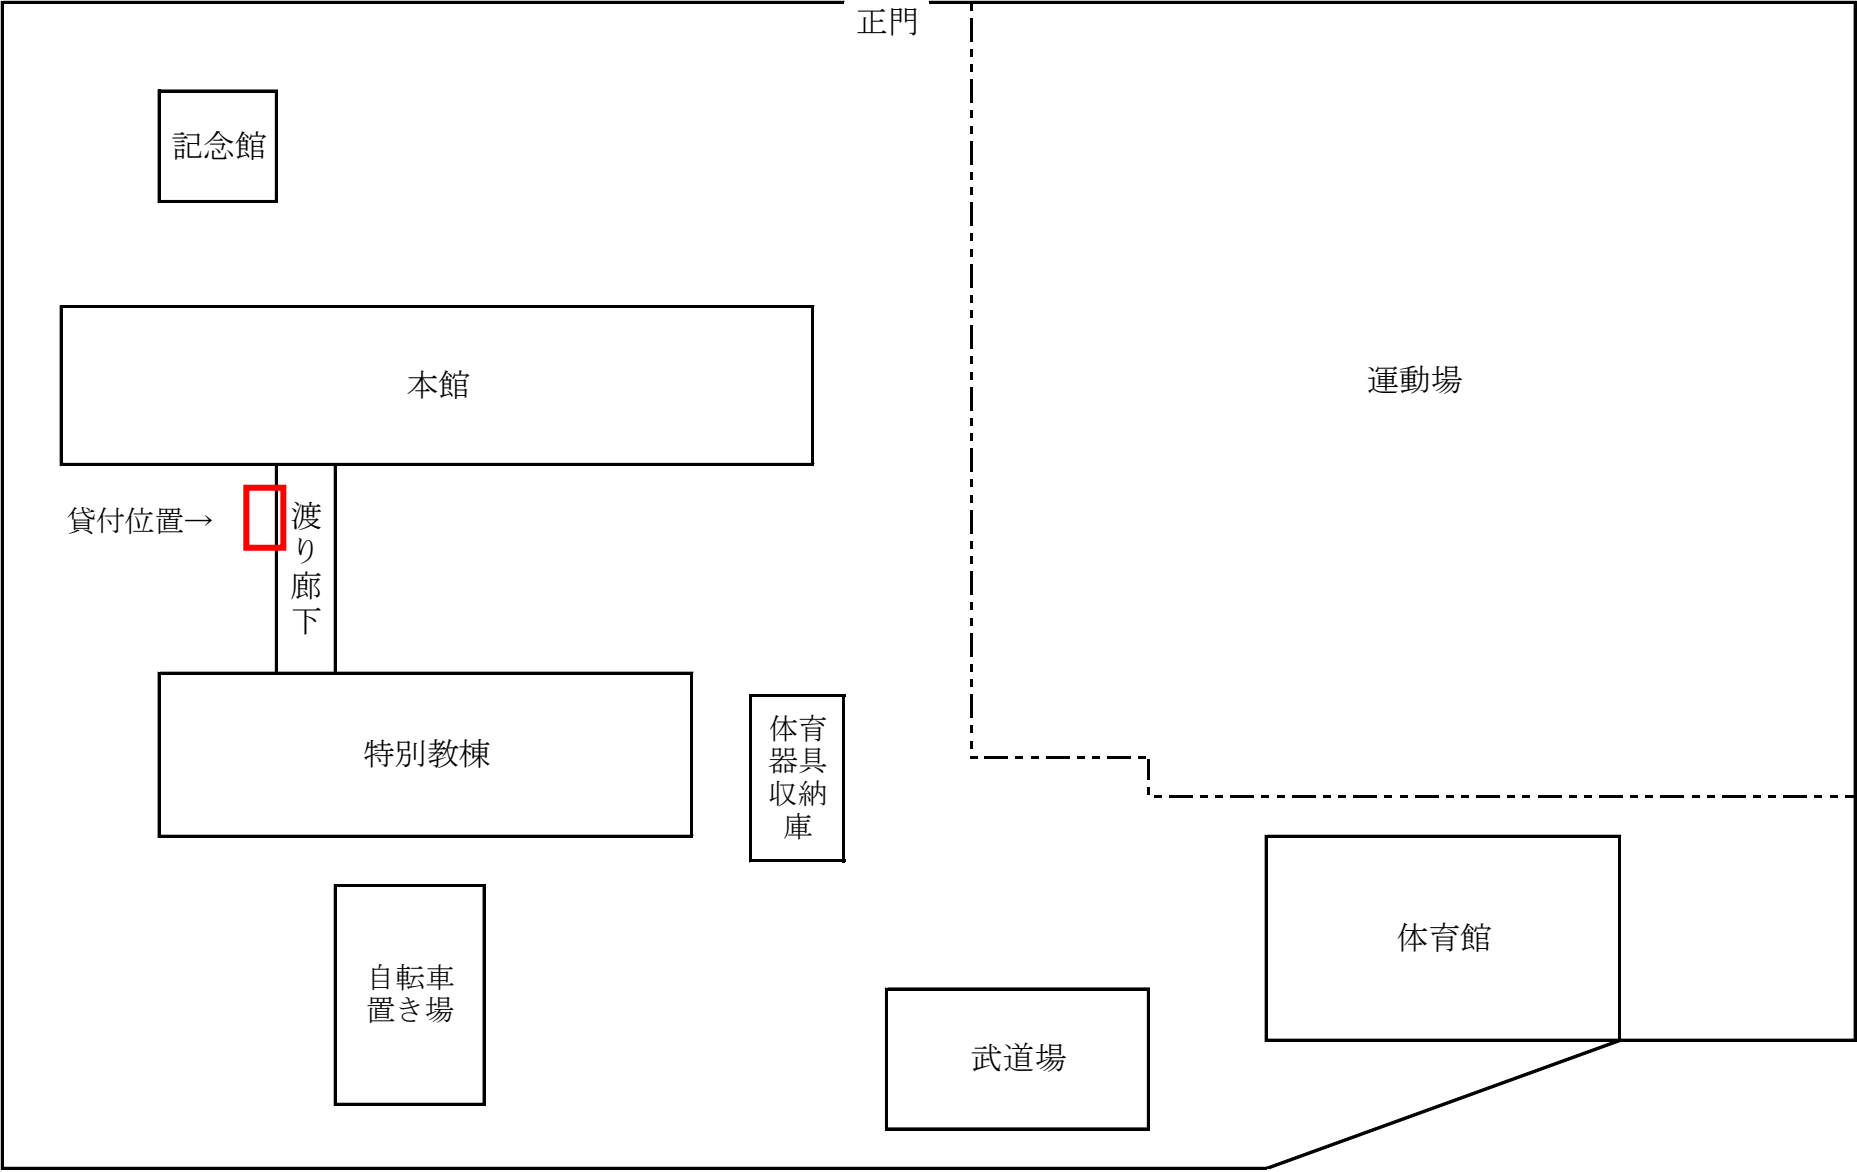 正門
記念館
本館
運動場
貸付位置→
渡り廊下
特別教棟
体育
器具
収納
庫
体育館
自転車
置き場
武道場